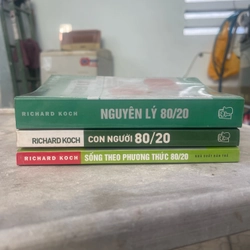 RICHARD KOCH NGUYÊN LÝ 80/20
RICHARD KOCH CON NGƯỜI 80/20
RICHARD KOCH SỐNG THEO PHƯƠNG THỨC 80/20